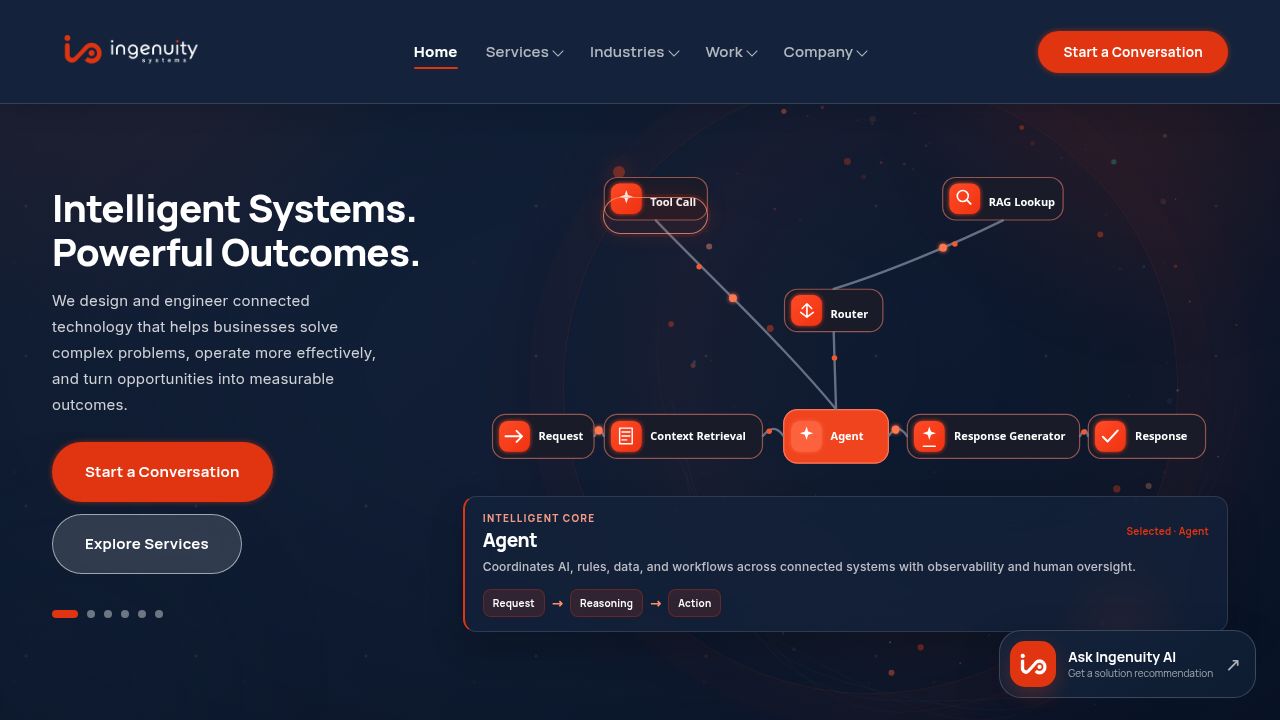 ingenuity
systems
Home
Services
Industries
Work
Company
Start a Conversation
Intelligent Systems.
Powerful Outcomes.
We design and engineer connected
technology that helps businesses solve
complex problems, operate more effectively,
and turn opportunities into measurable
outcomes.
Start a Conversation
Explore Services
Tool Call
RAG Lookup
Router
Request
Context Retrieval
Agent
Response Generator
Response
INTELLIGENT CORE
Agent
Selected · Agent
Coordinates AI, rules, data, and workflows across connected systems with observability and human oversight.
Request → Reasoning → Action
Ask Ingenuity AI
Get a solution recommendation